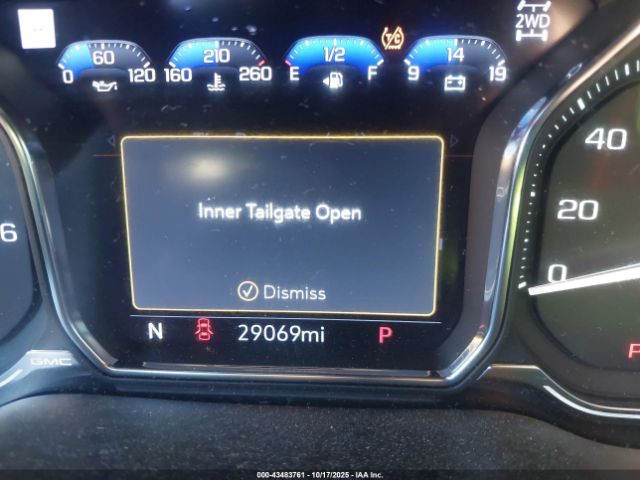 2WD
T/C
60 210 1/2 14
0 120 160 260 E F 9 19
Inner Tailgate Open
Dismiss
N 29069mi P
GMC
6
40
20
0
P
000-43483761 - 10/17/2025 - IAA Inc.